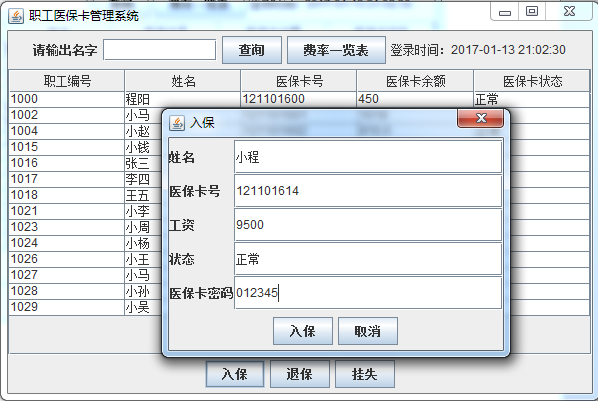 职工医保卡管理系统
请输出名字 查询 费率一览表 登录时间：2017-01-13 21:02:30
职工编号 姓名 医保卡号 医保卡余额 医保卡状态
1000 程阳 121101600 450 正常
1002 小马
1004 小赵
1015 小钱
1016 张三
1017 李四
1018 王五
1021 小李
1023 小周
1024 小杨
1026 小王
1027 小马
1028 小孙
1029 小吴
入保
姓名 小程
医保卡号 121101614
工资 9500
状态 正常
医保卡密码 012345
入保 取消
入保 退保 挂失